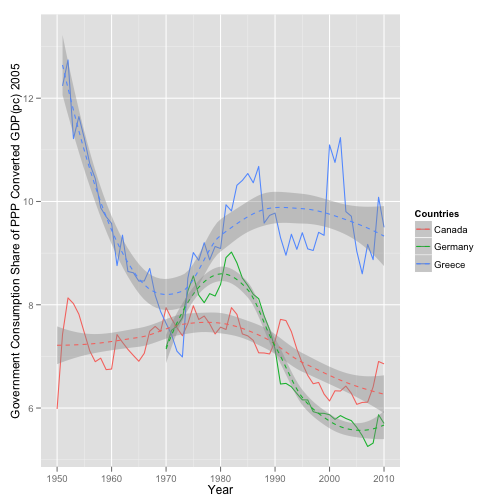 Government Consumption Share of PPP Converted GDP(pc) 2005
12
10
8
6
1950 1960 1970 1980 1990 2000 2010
Year
Countries
Canada
Germany
Greece